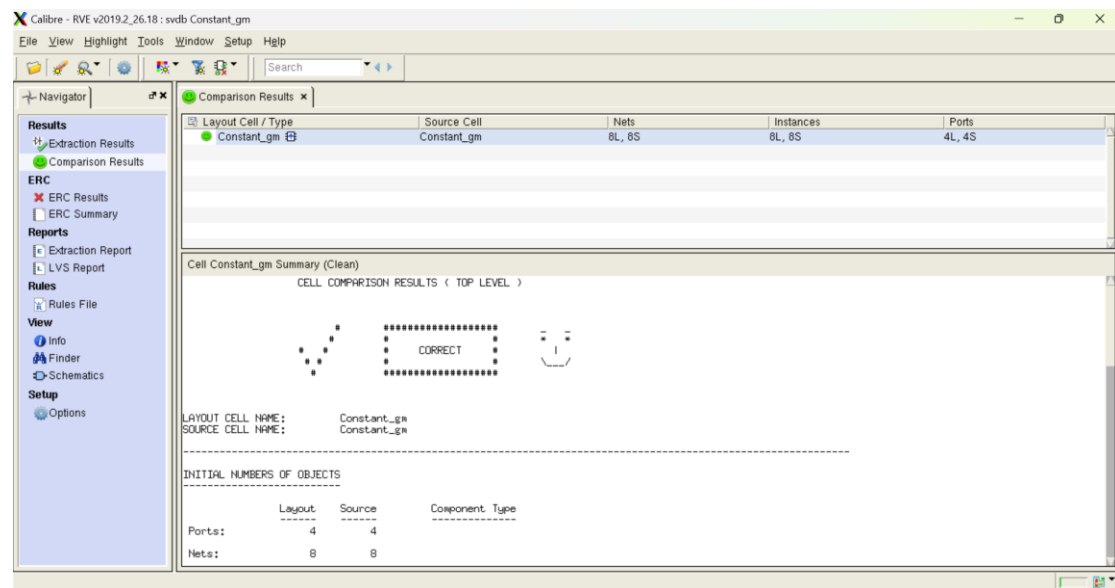 Calibre - RVE v2019.2_26.18 : svdb Constant_gm
File View Highlight Tools Window Setup Help
Search
Navigator
Comparison Results
Results
Extraction Results
Comparison Results
ERC
ERC Results
ERC Summary
Reports
Extraction Report
LVS Report
Rules
Rules File
View
Info
Finder
Schematics
Setup
Options
Layout Cell / Type Source Cell Nets Instances Ports
Constant_gm Constant_gm 8L, 8S 8L, 8S 4L, 4S
Cell Constant_gm Summary (Clean)
CELL COMPARISON RESULTS ( TOP LEVEL )
CORRECT
LAYOUT CELL NAME: Constant_gm
SOURCE CELL NAME: Constant_gm
INITIAL NUMBERS OF OBJECTS
Layout Source Component Type
Ports: 4 4
Nets: 8 8